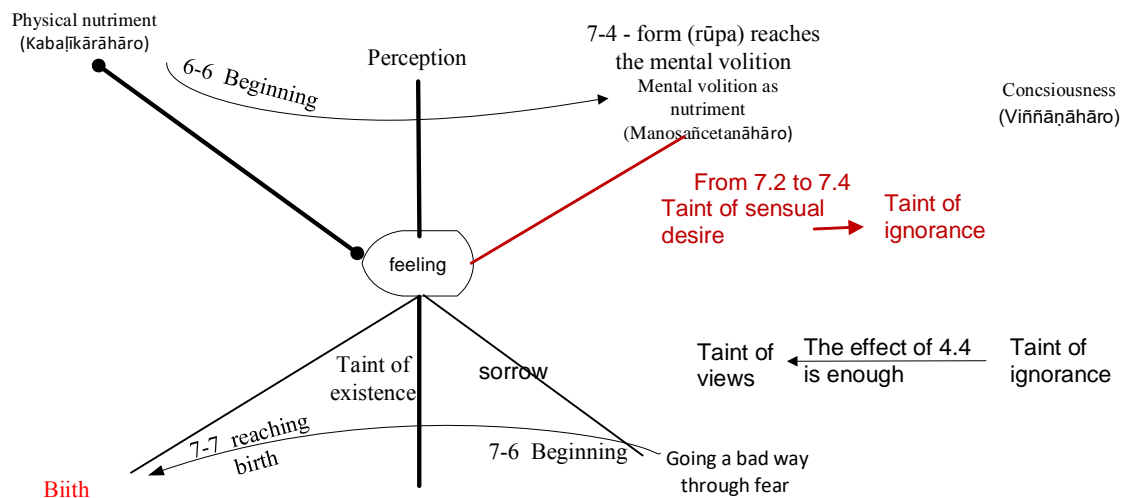 Physical nutriment
(Kabaḷīkārāhāro)
6-6 Beginning
Perception
7-4 - form (rūpa) reaches
the mental volition
Mental volition as
nutriment
(Manosañcetanāhāro)
Concsiousness
(Viññāṇāhāro)
From 7.2 to 7.4
Taint of sensual
desire
Taint of
ignorance
feeling
Taint of
existence
sorrow
Taint of
views
The effect of 4.4
is enough
Taint of
ignorance
7-7 reaching
birth
7-6 Beginning
Going a bad way
through fear
Biith